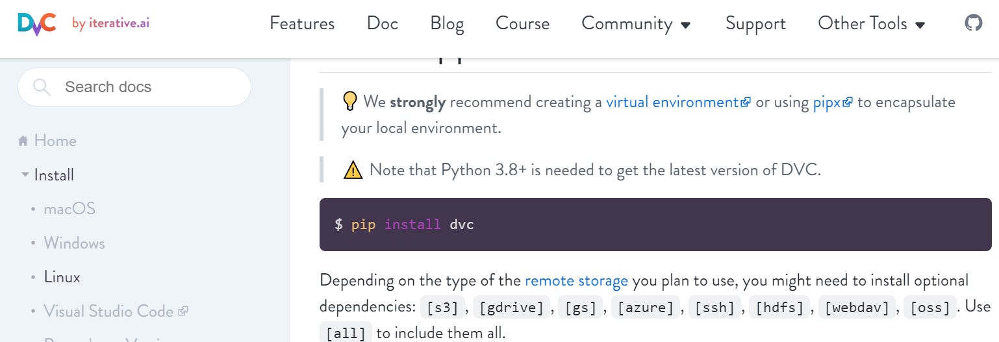 DVC by iterative.ai Features Doc Blog Course Community Support Other Tools
Search docs
Home
Install
macOS
Windows
Linux
Visual Studio Code
We strongly recommend creating a virtual environment or using pipx to encapsulate
your local environment.
Note that Python 3.8+ is needed to get the latest version of DVC.
$ pip install dvc
Depending on the type of the remote storage you plan to use, you might need to install optional
dependencies: [s3], [gdrive], [gs], [azure], [ssh], [hdfs], [webdav], [oss]. Use
[all] to include them all.